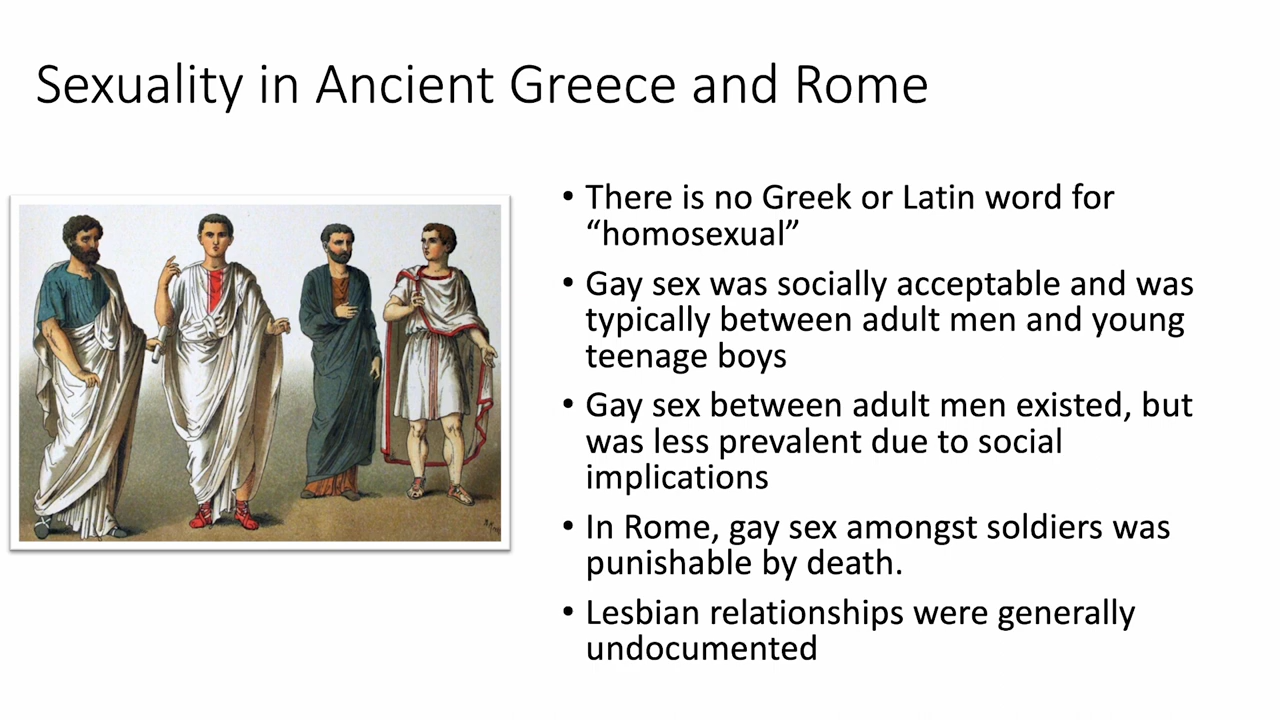 Sexuality in Ancient Greece and Rome
• There is no Greek or Latin word for
“homosexual”
• Gay sex was socially acceptable and was
typically between adult men and young
teenage boys
• Gay sex between adult men existed, but
was less prevalent due to social
implications
• In Rome, gay sex amongst soldiers was
punishable by death.
• Lesbian relationships were generally
undocumented